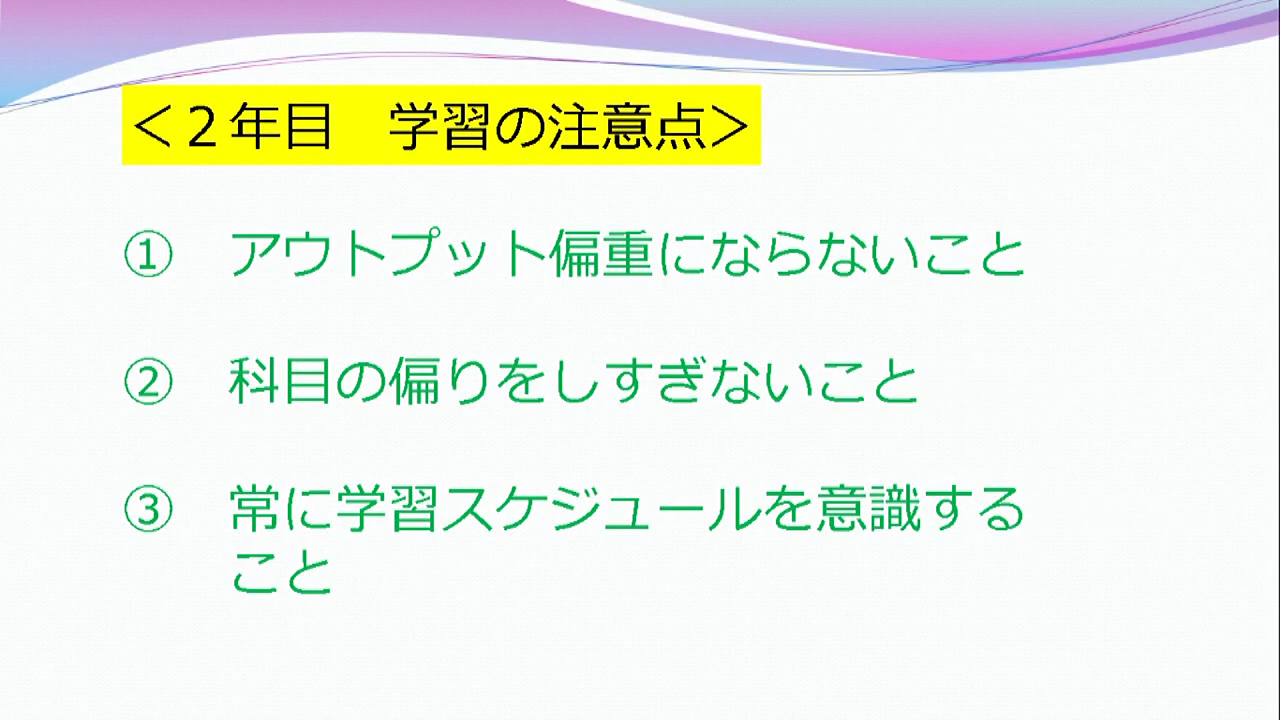 ＜２年目　学習の注意点＞
①　アウトプット偏重にならないこと
②　科目の偏りをしすぎないこと
③　常に学習スケジュールを意識する
こと